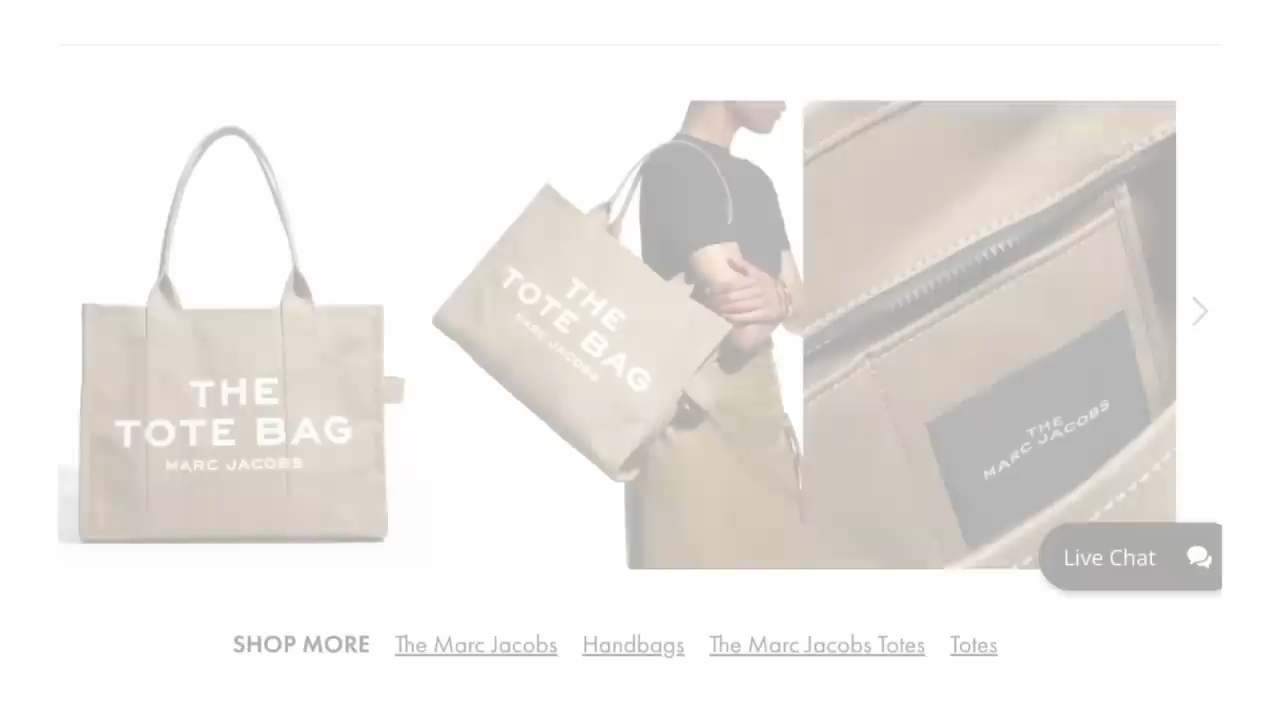 THE
TOTE BAG
MARC JACOBS
THE
TOTE BAG
MARC JACOBS
THE
MARC JACOBS
Live Chat
SHOP MORE The Marc Jacobs Handbags The Marc Jacobs Totes Totes